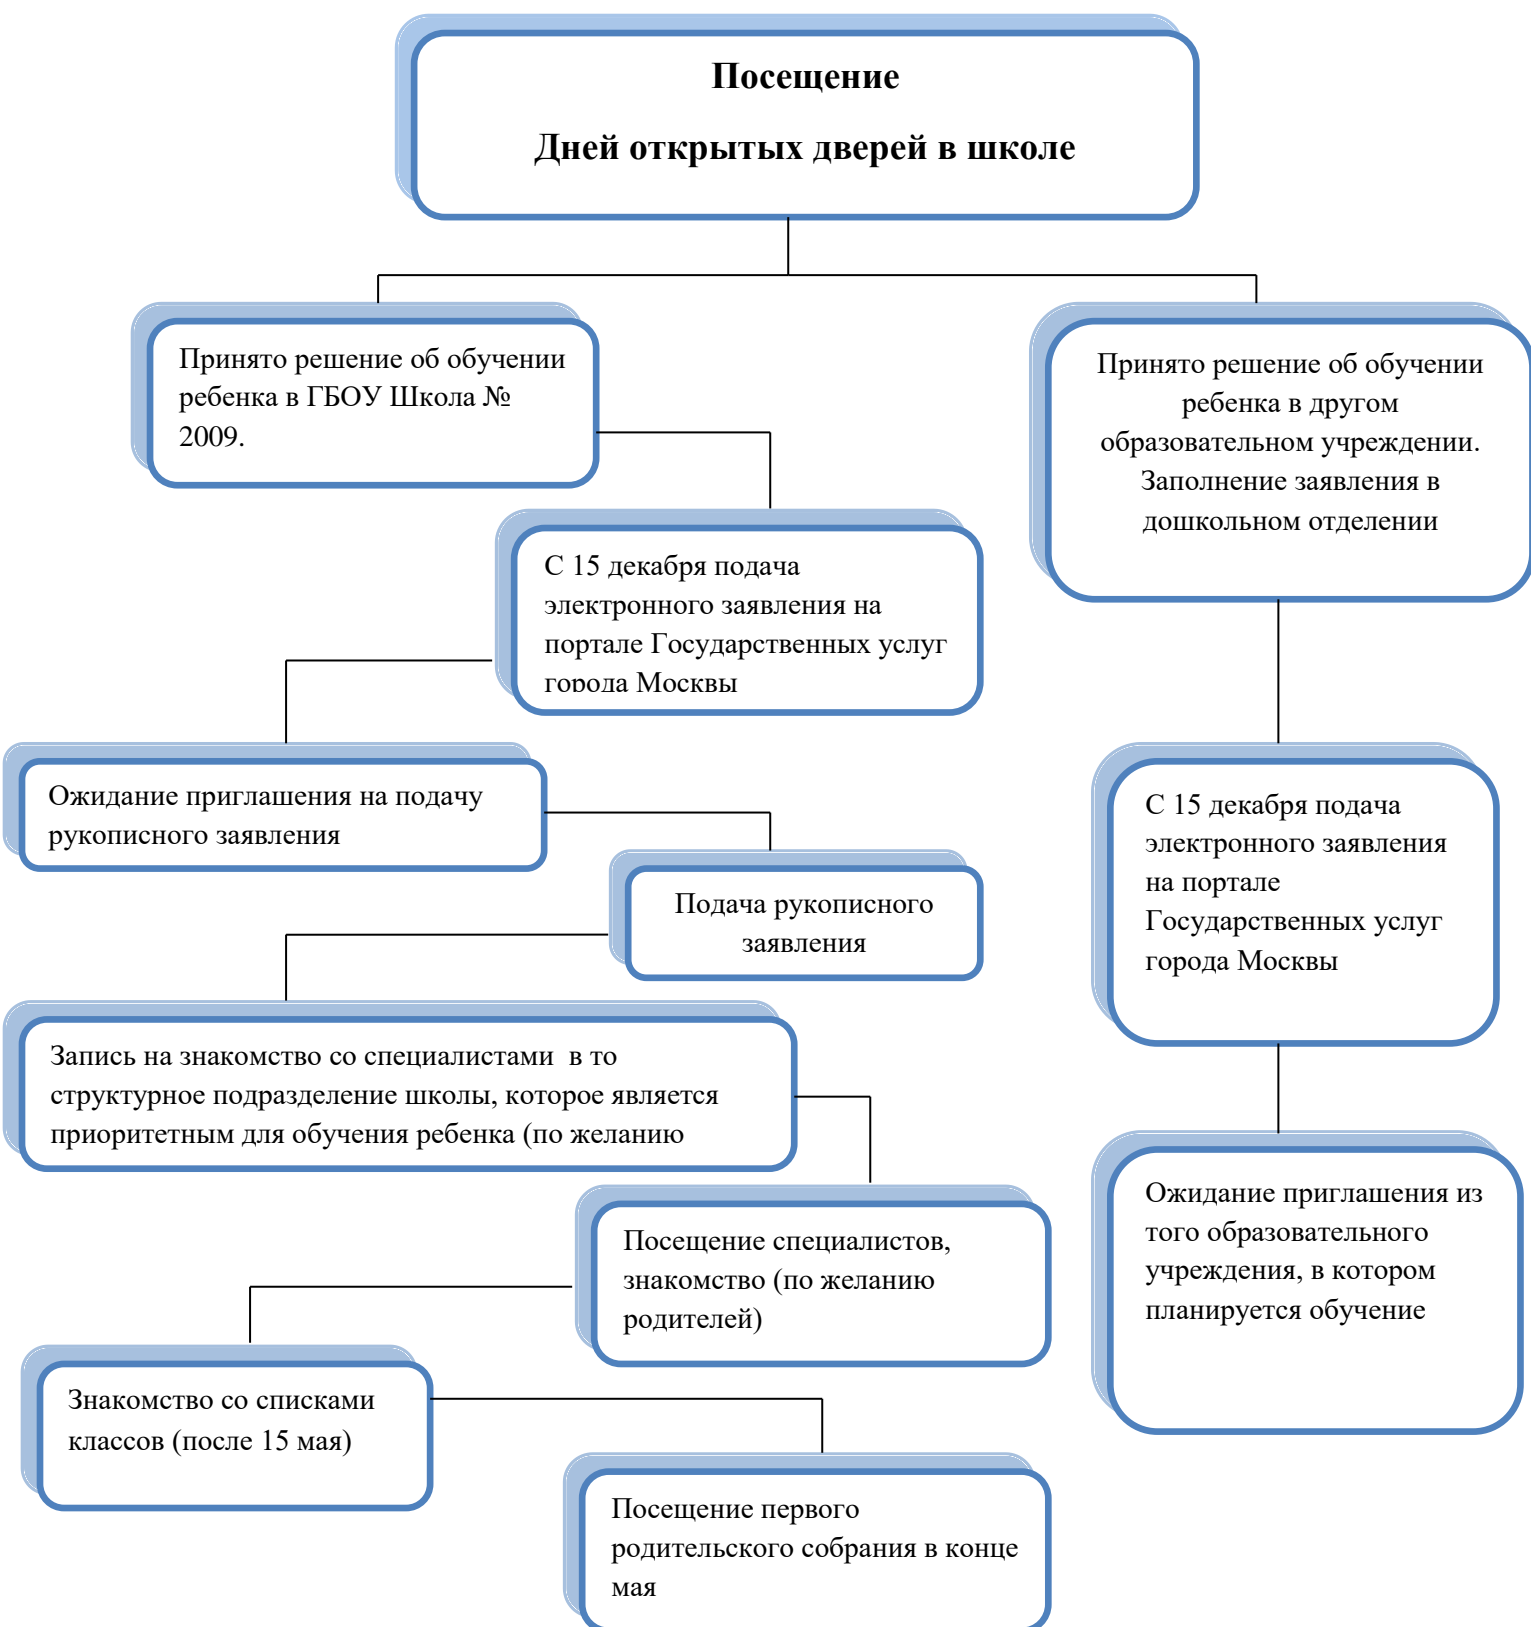 Посещение
Дней открытых дверей в школе
Принято решение об обучении
ребенка в ГБОУ Школа №
2009.
Принято решение об обучении
ребенка в другом
образовательном учреждении.
Заполнение заявления в
дошкольном отделении
С 15 декабря подача
электронного заявления на
портале Государственных услуг
города Москвы
Ожидание приглашения на подачу
рукописного заявления
С 15 декабря подача
электронного заявления
на портале
Государственных услуг
города Москвы
Подача рукописного
заявления
Запись на знакомство со специалистами  в то
структурное подразделение школы, которое является
приоритетным для обучения ребенка (по желанию
Ожидание приглашения из
того образовательного
учреждения, в котором
планируется обучение
Посещение специалистов,
знакомство (по желанию
родителей)
Знакомство со списками
классов (после 15 мая)
Посещение первого
родительского собрания в конце
мая